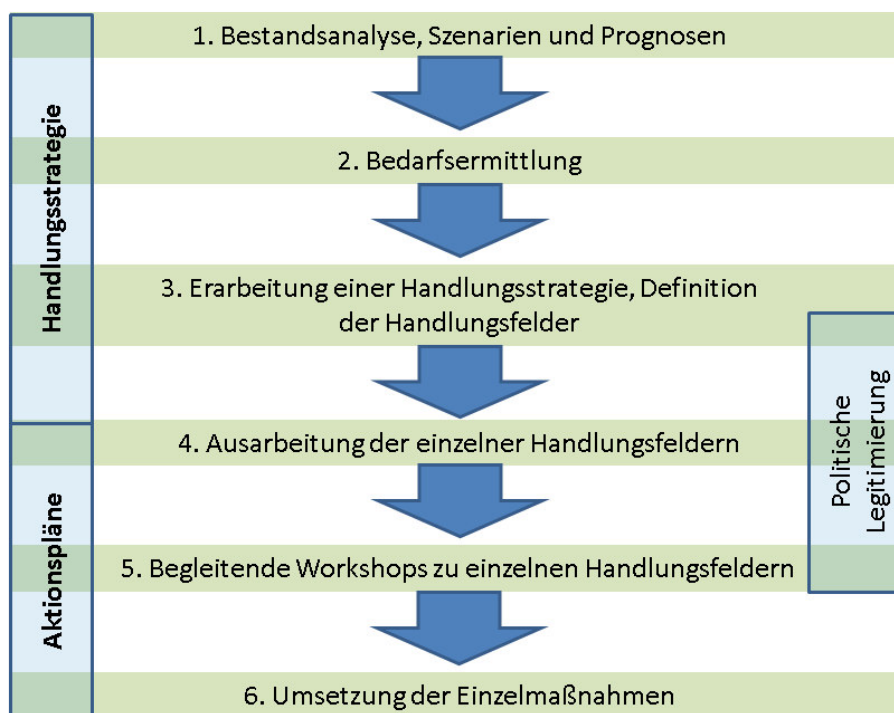 1. Bestandsanalyse, Szenarien und Prognosen
2. Bedarfsermittlung
3. Erarbeitung einer Handlungsstrategie, Definition
der Handlungsfelder
4. Ausarbeitung der einzelner Handlungsfeldern
5. Begleitende Workshops zu einzelnen Handlungsfeldern
6. Umsetzung der Einzelmaßnahmen
Handlungsstrategie
Aktionspläne
Politische
Legitimierung